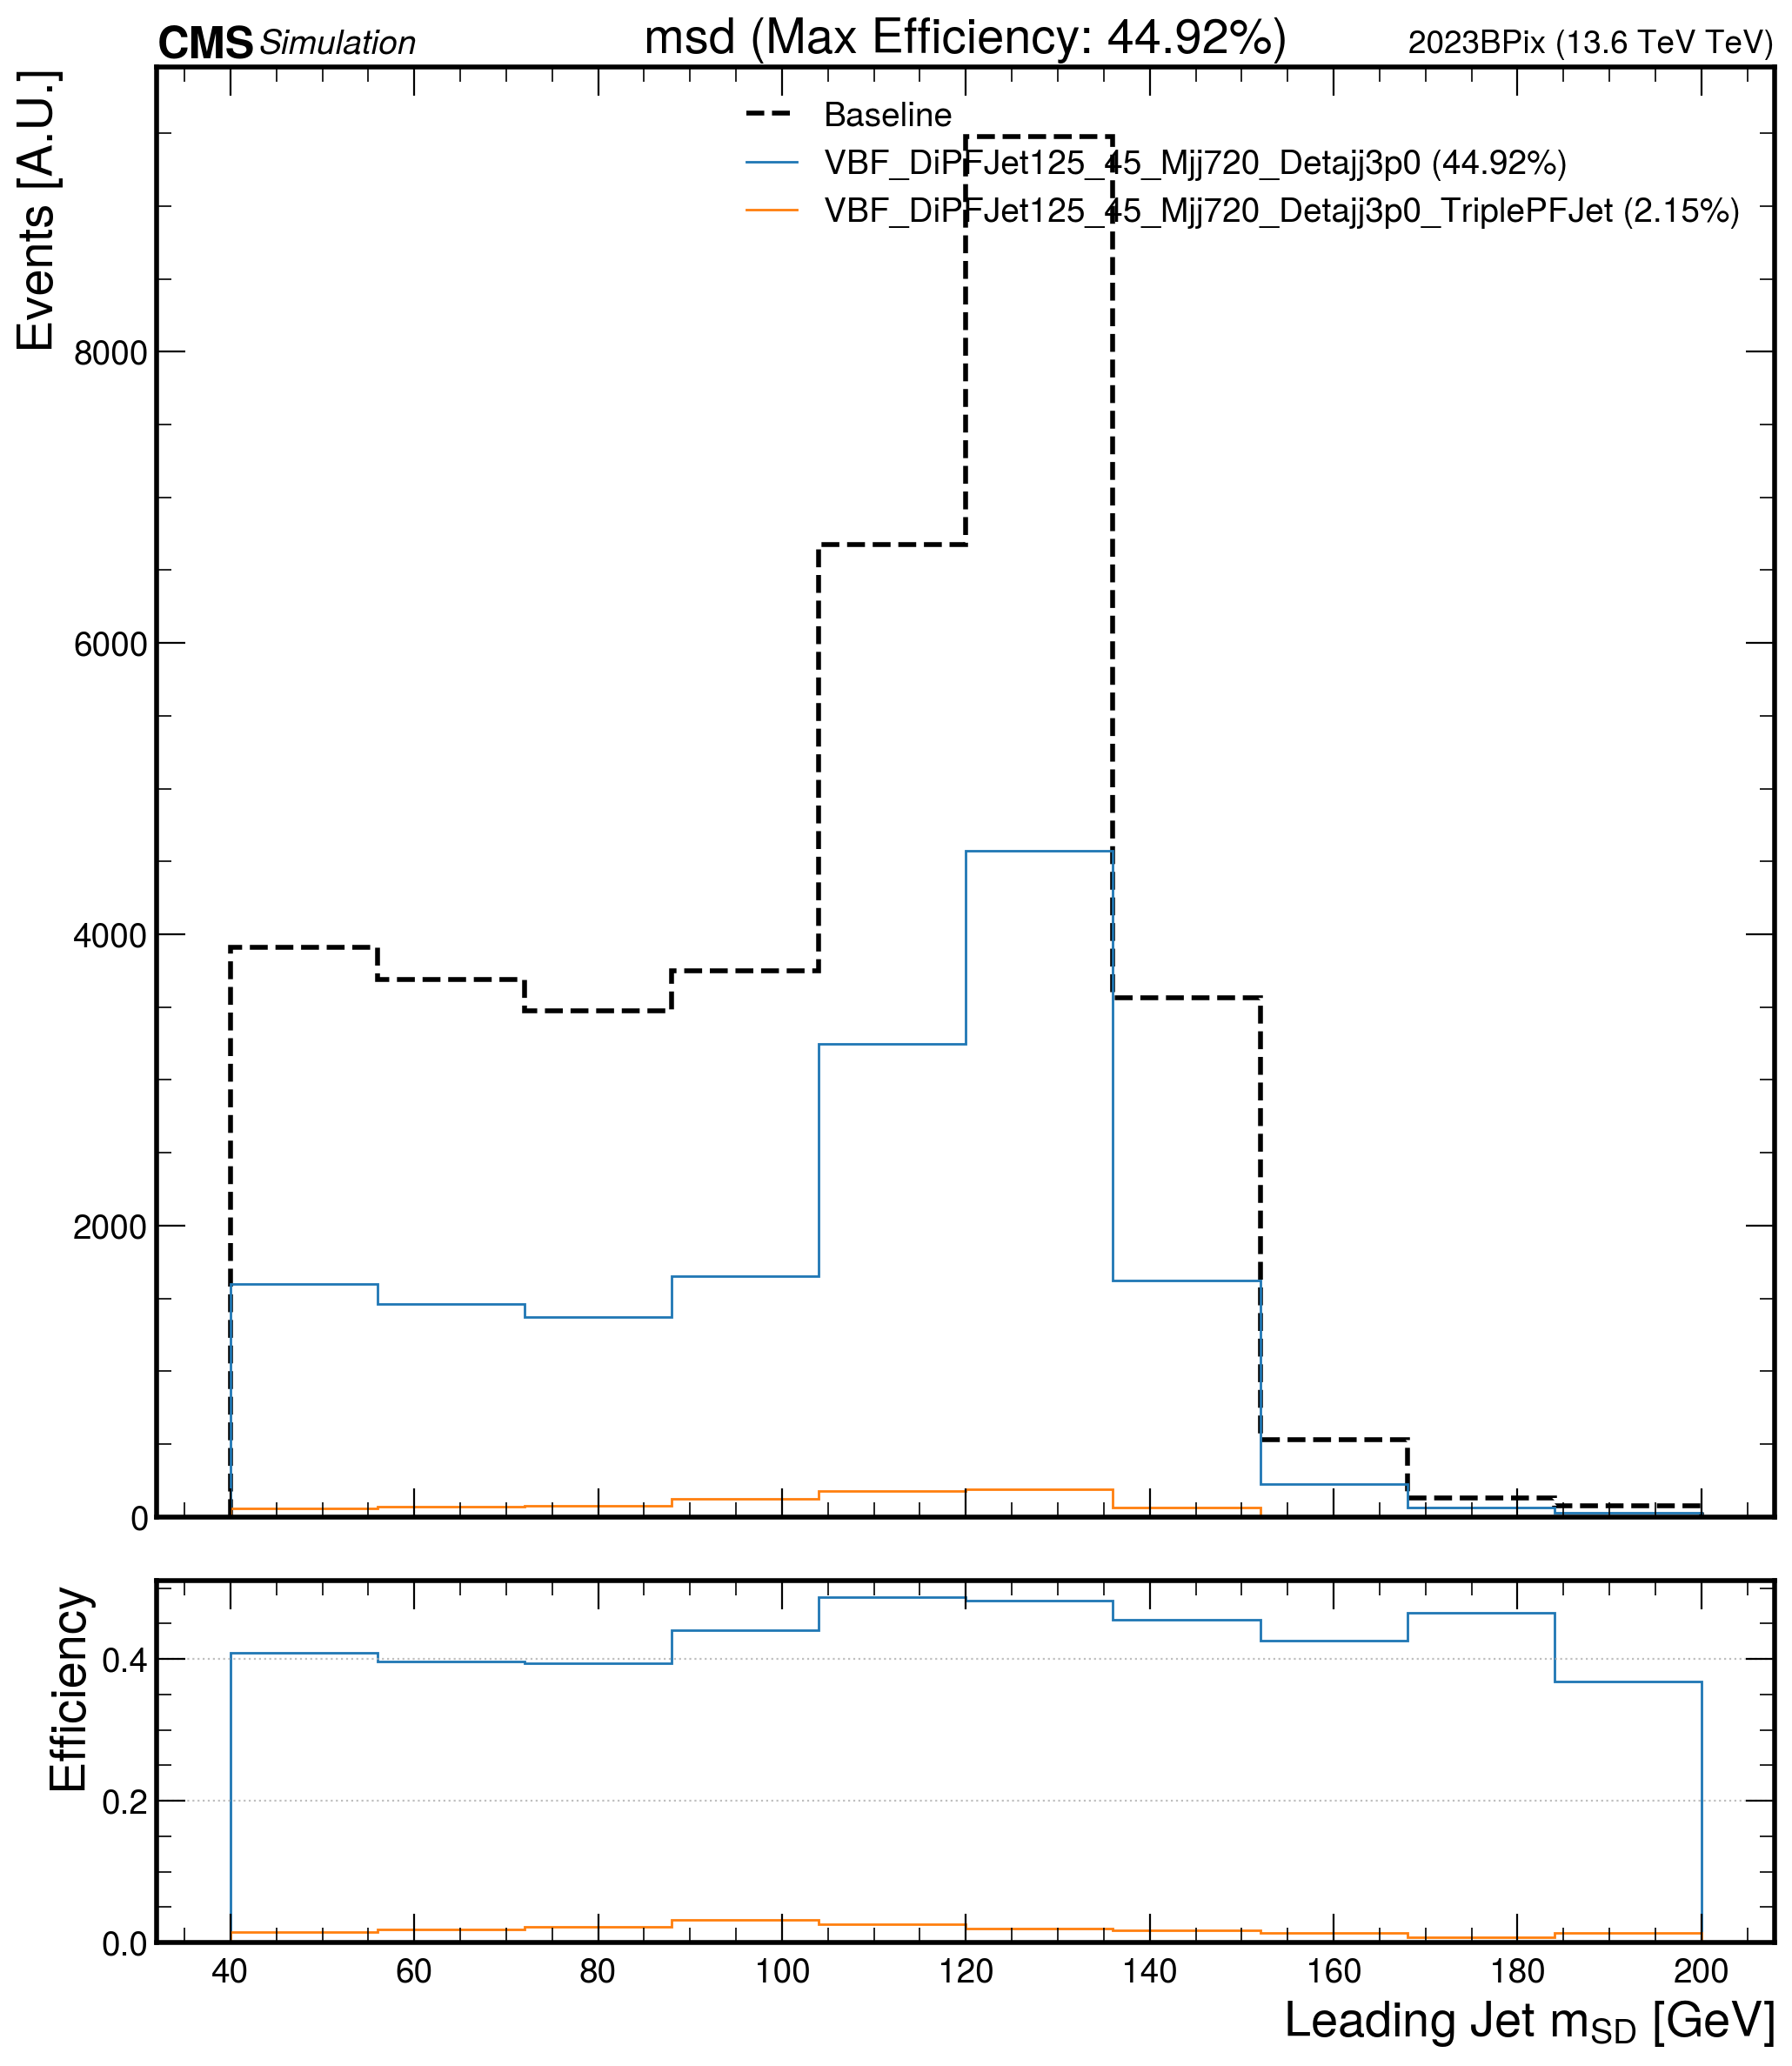 CMS Simulation msd (Max Efficiency: 44.92%) 2023BPix (13.6 TeV TeV)
Events [A.U.]
Baseline
VBF_DiPFJet125_45_Mjj720_Detajj3p0 (44.92%)
VBF_DiPFJet125_45_Mjj720_Detajj3p0_TriplePFJet (2.15%)
8000
6000
4000
2000
0
Efficiency
0.4
0.2
0.0
40 60 80 100 120 140 160 180 200
Leading Jet m_SD [GeV]